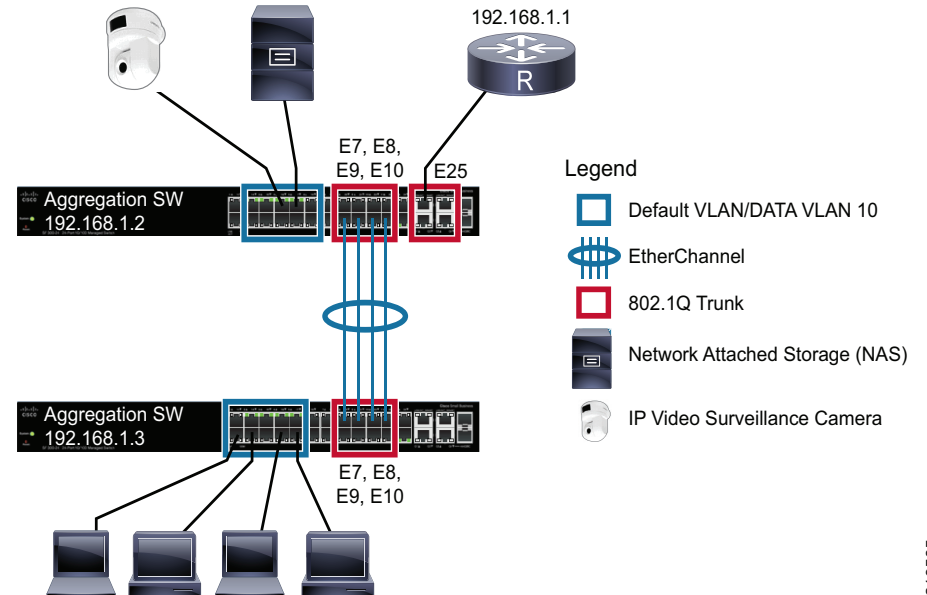 192.168.1.1
R
E7, E8,
E9, E10
E25
CISCO
Aggregation SW
192.168.1.2
Legend
Default VLAN/DATA VLAN 10
EtherChannel
802.1Q Trunk
Network Attached Storage (NAS)
IP Video Surveillance Camera
CISCO
Aggregation SW
192.168.1.3
E7, E8,
E9, E10